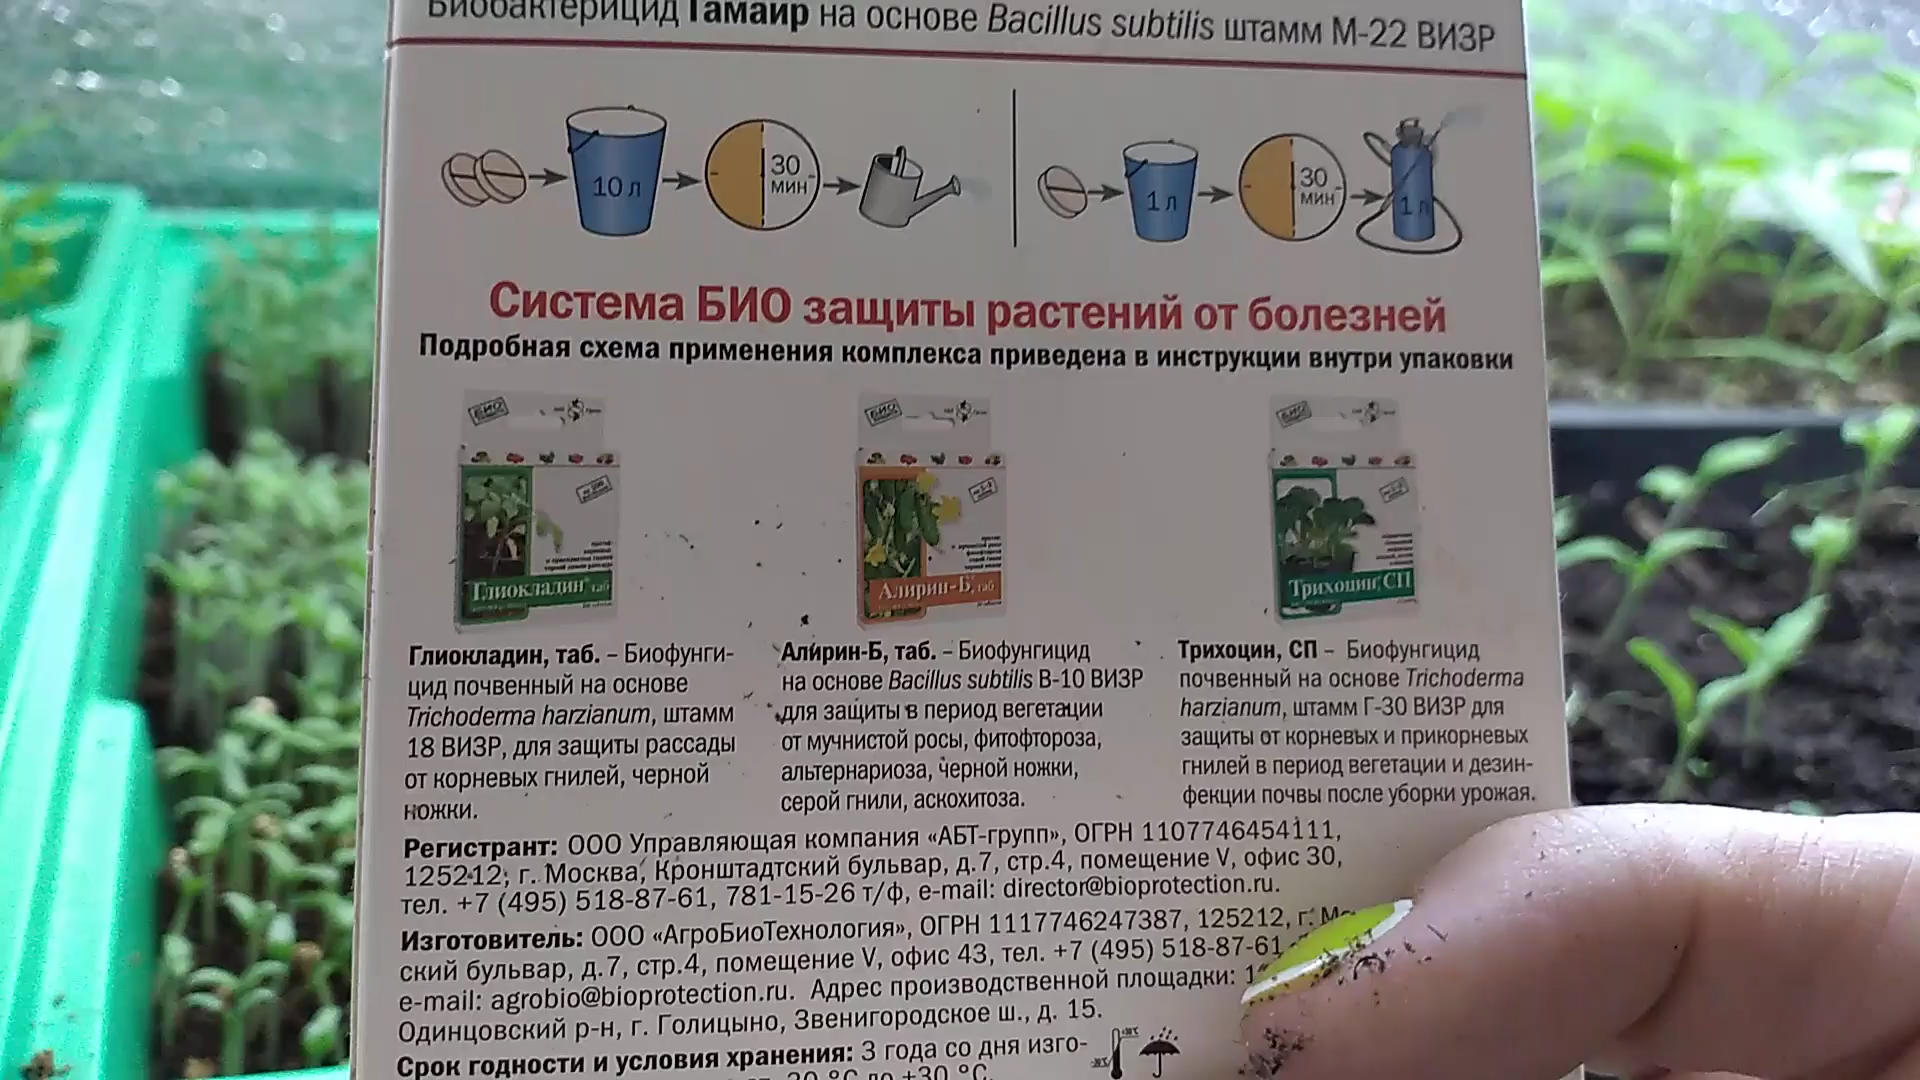 Биобактерицид Гамаир на основе Bacillus subtilis штамм М-22 ВИЗР
10 л
30 мин
1 л
30 мин
1 л
Система БИО защиты растений от болезней
Подробная схема применения комплекса приведена в инструкции внутри упаковки
БИО
БИО
БИО
Глиокладин, таб
Алирин-Б, таб
Трихоцин, СП
Глиокладин, таб. – Биофунги-
цид почвенный на основе
Trichoderma harzianum, штамм
18 ВИЗР, для защиты рассады
от корневых гнилей, черной
ножки.
Алирин-Б, таб. – Биофунгицид
на основе Bacillus subtilis В-10 ВИЗР
для защиты в период вегетации
от мучнистой росы, фитофтороза,
альтернариоза, черной ножки,
серой гнили, аскохитоза.
Трихоцин, СП – Биофунгицид
почвенный на основе Trichoderma
harzianum, штамм Г-30 ВИЗР для
защиты от корневых и прикорневых
гнилей в период вегетации и дезин-
фекции почвы после уборки урожая.
Регистрант: ООО Управляющая компания «АБТ-групп», ОГРН 1107746454111,
125212, г. Москва, Кронштадтский бульвар, д.7, стр.4, помещение V, офис 30,
тел. +7 (495) 518-87-61, 781-15-26 т/ф, e-mail: director@bioprotection.ru.
Изготовитель: ООО «АгроБиоТехнология», ОГРН 1117746247387, 125212, г.
ский бульвар, д.7, стр.4, помещение V, офис 43, тел. +7 (495) 518-87-61
e-mail: agrobio@bioprotection.ru. Адрес производственной площадки:
Одинцовский р-н, г. Голицыно, Звенигородское ш., д. 15.
Срок годности и условия хранения: 3 года со дня изго-
30 °C до +30 °C.